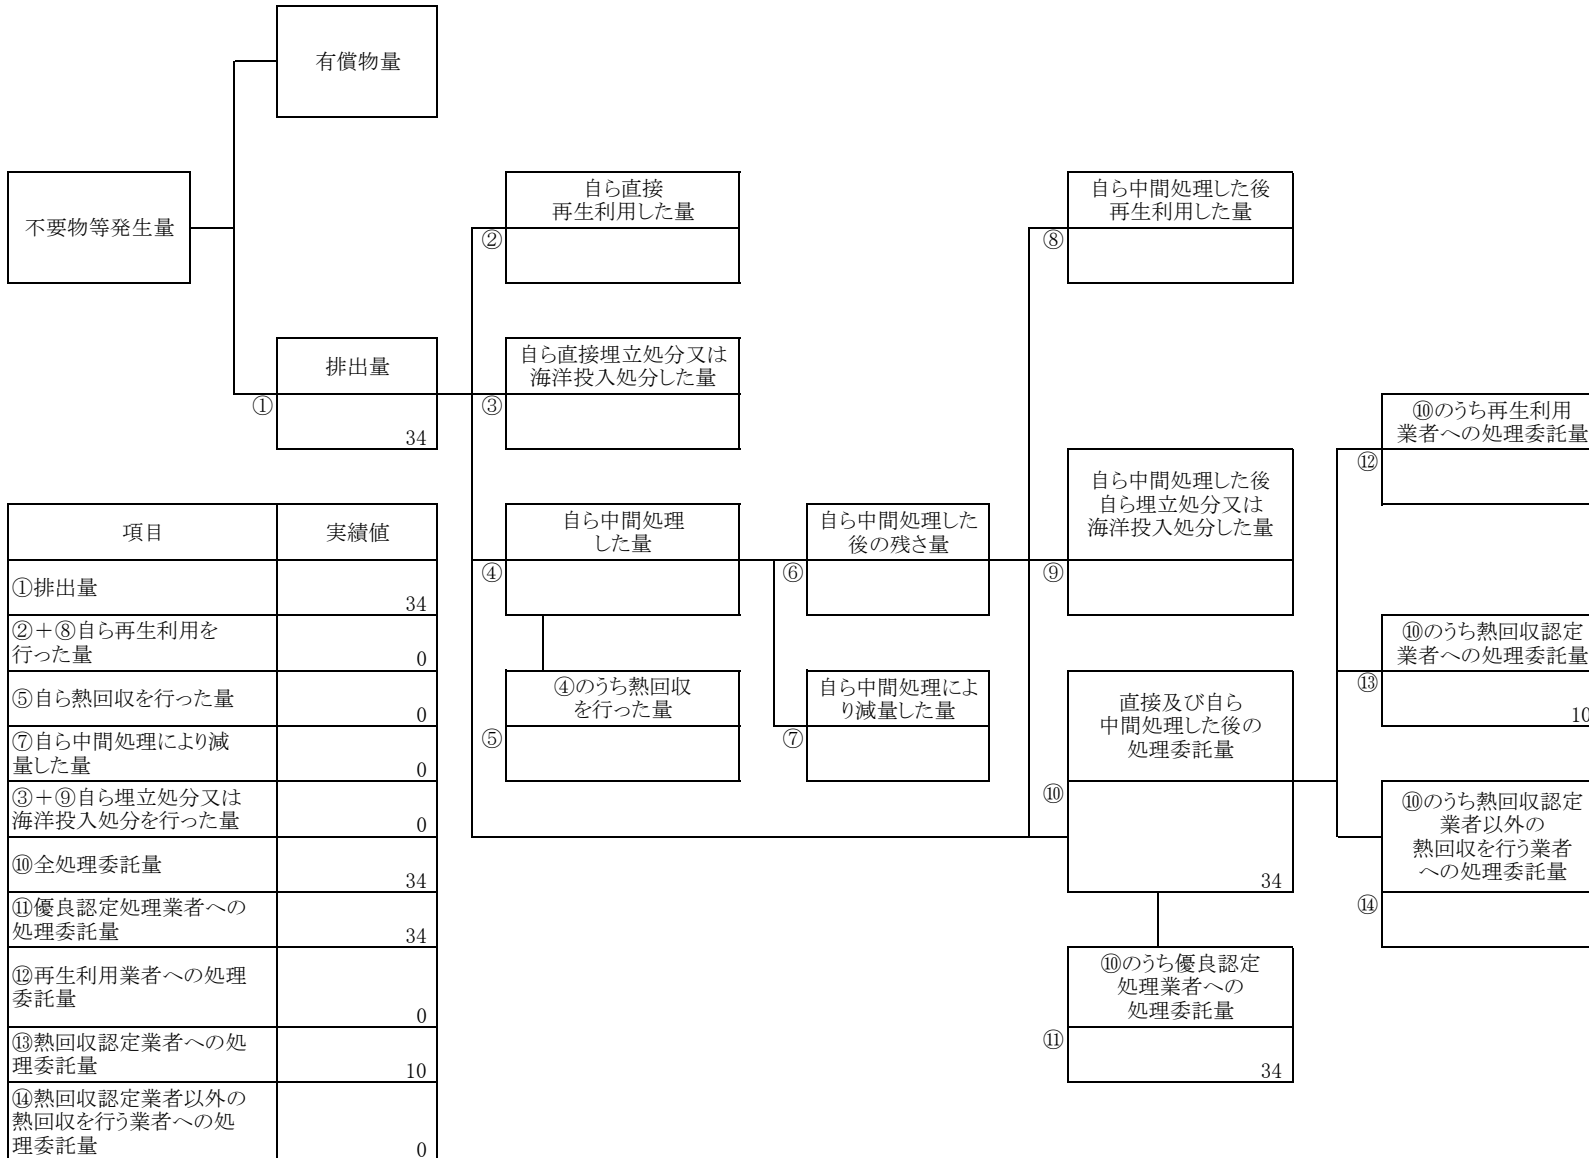 有償物量
不要物等発生量
自ら直接
再生利用した量
②
自ら中間処理した後
再生利用した量
⑧
排出量
①
34
自ら直接埋立処分又は
海洋投入処分した量
③
⑩のうち再生利用
業者への処理委託量
⑫
自ら中間処理
した量
④
自ら中間処理した
後の残さ量
⑥
自ら中間処理した後
自ら埋立処分又は
海洋投入処分した量
⑨
④のうち熱回収
を行った量
⑤
自ら中間処理によ
り減量した量
⑦
直接及び自ら
中間処理した後の
処理委託量
⑩
34
⑩のうち熱回収認定
業者への処理委託量
⑬
10
⑩のうち熱回収認定
業者以外の
熱回収を行う業者
への処理委託量
⑭
⑩のうち優良認定
処理業者への
処理委託量
⑪
34
項目 実績値
①排出量
34
②+⑧自ら再生利用を
行った量 0
⑤自ら熱回収を行った量
0
⑦自ら中間処理により減
量した量 0
③+⑨自ら埋立処分又は
海洋投入処分を行った量 0
⑩全処理委託量
34
⑪優良認定処理業者への
処理委託量 34
⑫再生利用業者への処理
委託量
0
⑬熱回収認定業者への処
理委託量 10
⑭熱回収認定業者以外の
熱回収を行う業者への処
理委託量 0